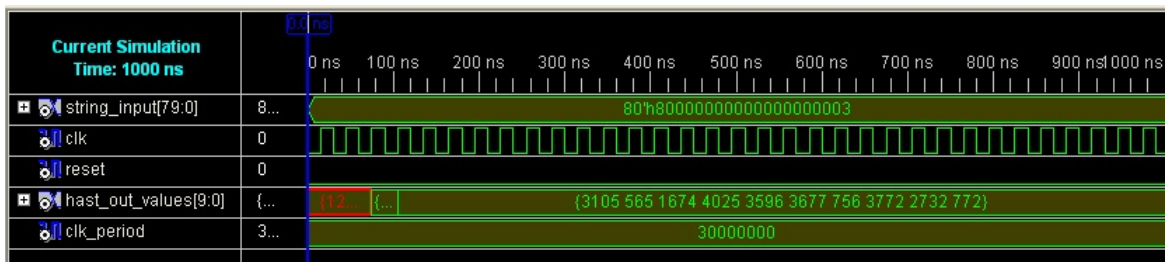 0.0 ns
Current Simulation
Time: 1000 ns
0 ns 100 ns 200 ns 300 ns 400 ns 500 ns 600 ns 700 ns 800 ns 900 ns 1000 ns
string_input[79:0] 8... 80'h80000000000000000003
clk 0
reset 0
hast_out_values[9:0] {... {12... {... {3105 565 1674 4025 3596 3677 756 3772 2732 772}
clk_period 3... 30000000